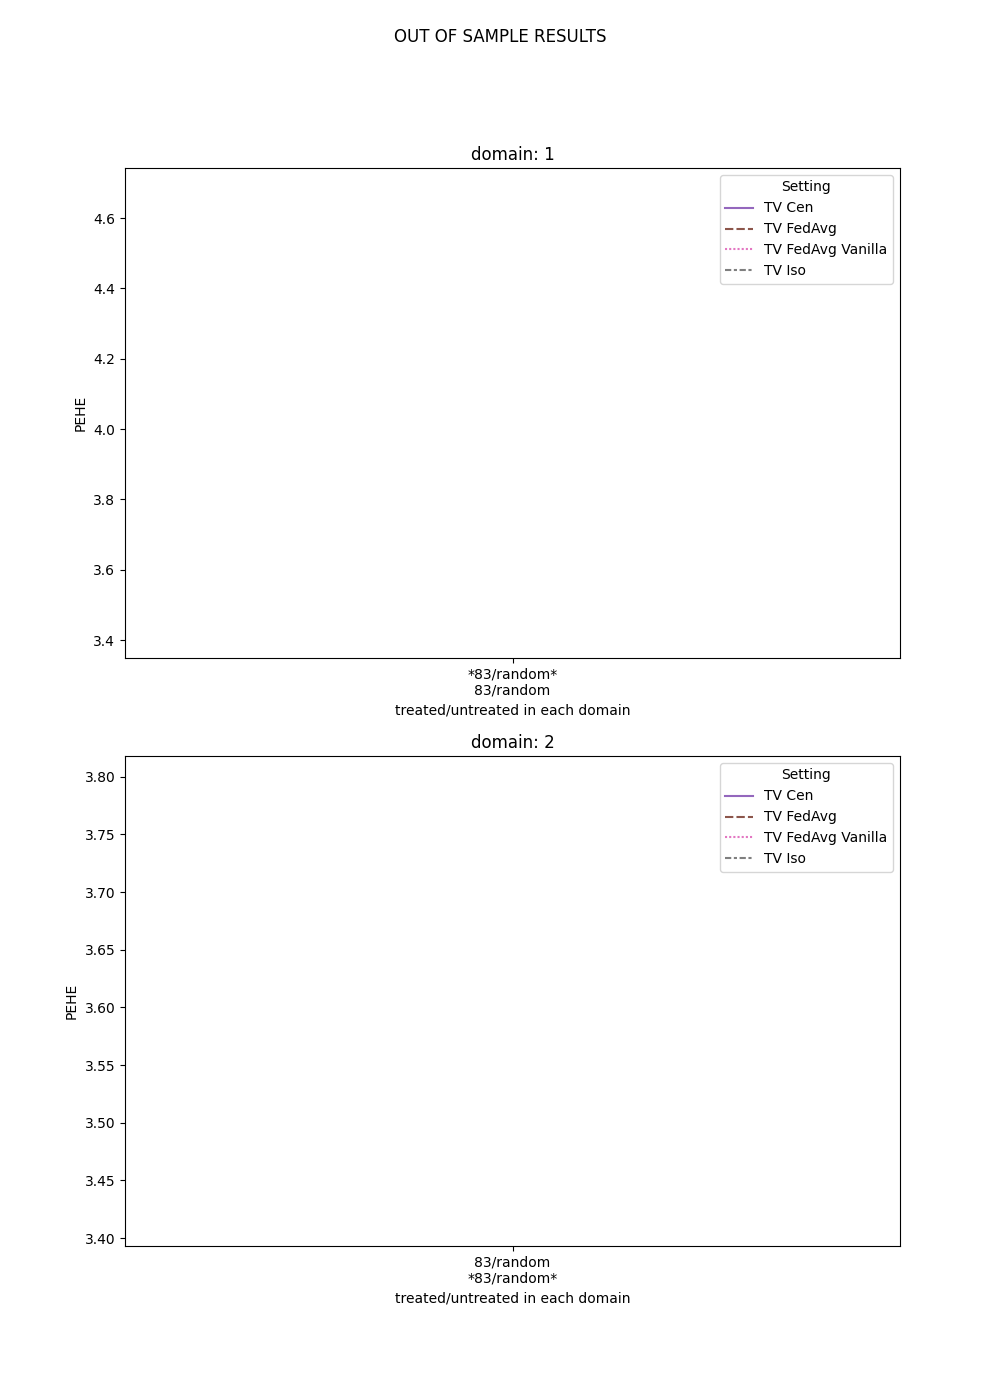 OUT OF SAMPLE RESULTS
domain: 1
Setting
TV Cen
TV FedAvg
TV FedAvg Vanilla
TV Iso
4.6
4.4
4.2
4.0
3.8
3.6
3.4
PEHE
*83/random*
83/random
treated/untreated in each domain
domain: 2
Setting
TV Cen
TV FedAvg
TV FedAvg Vanilla
TV Iso
3.80
3.75
3.70
3.65
3.60
3.55
3.50
3.45
3.40
PEHE
83/random
*83/random*
treated/untreated in each domain